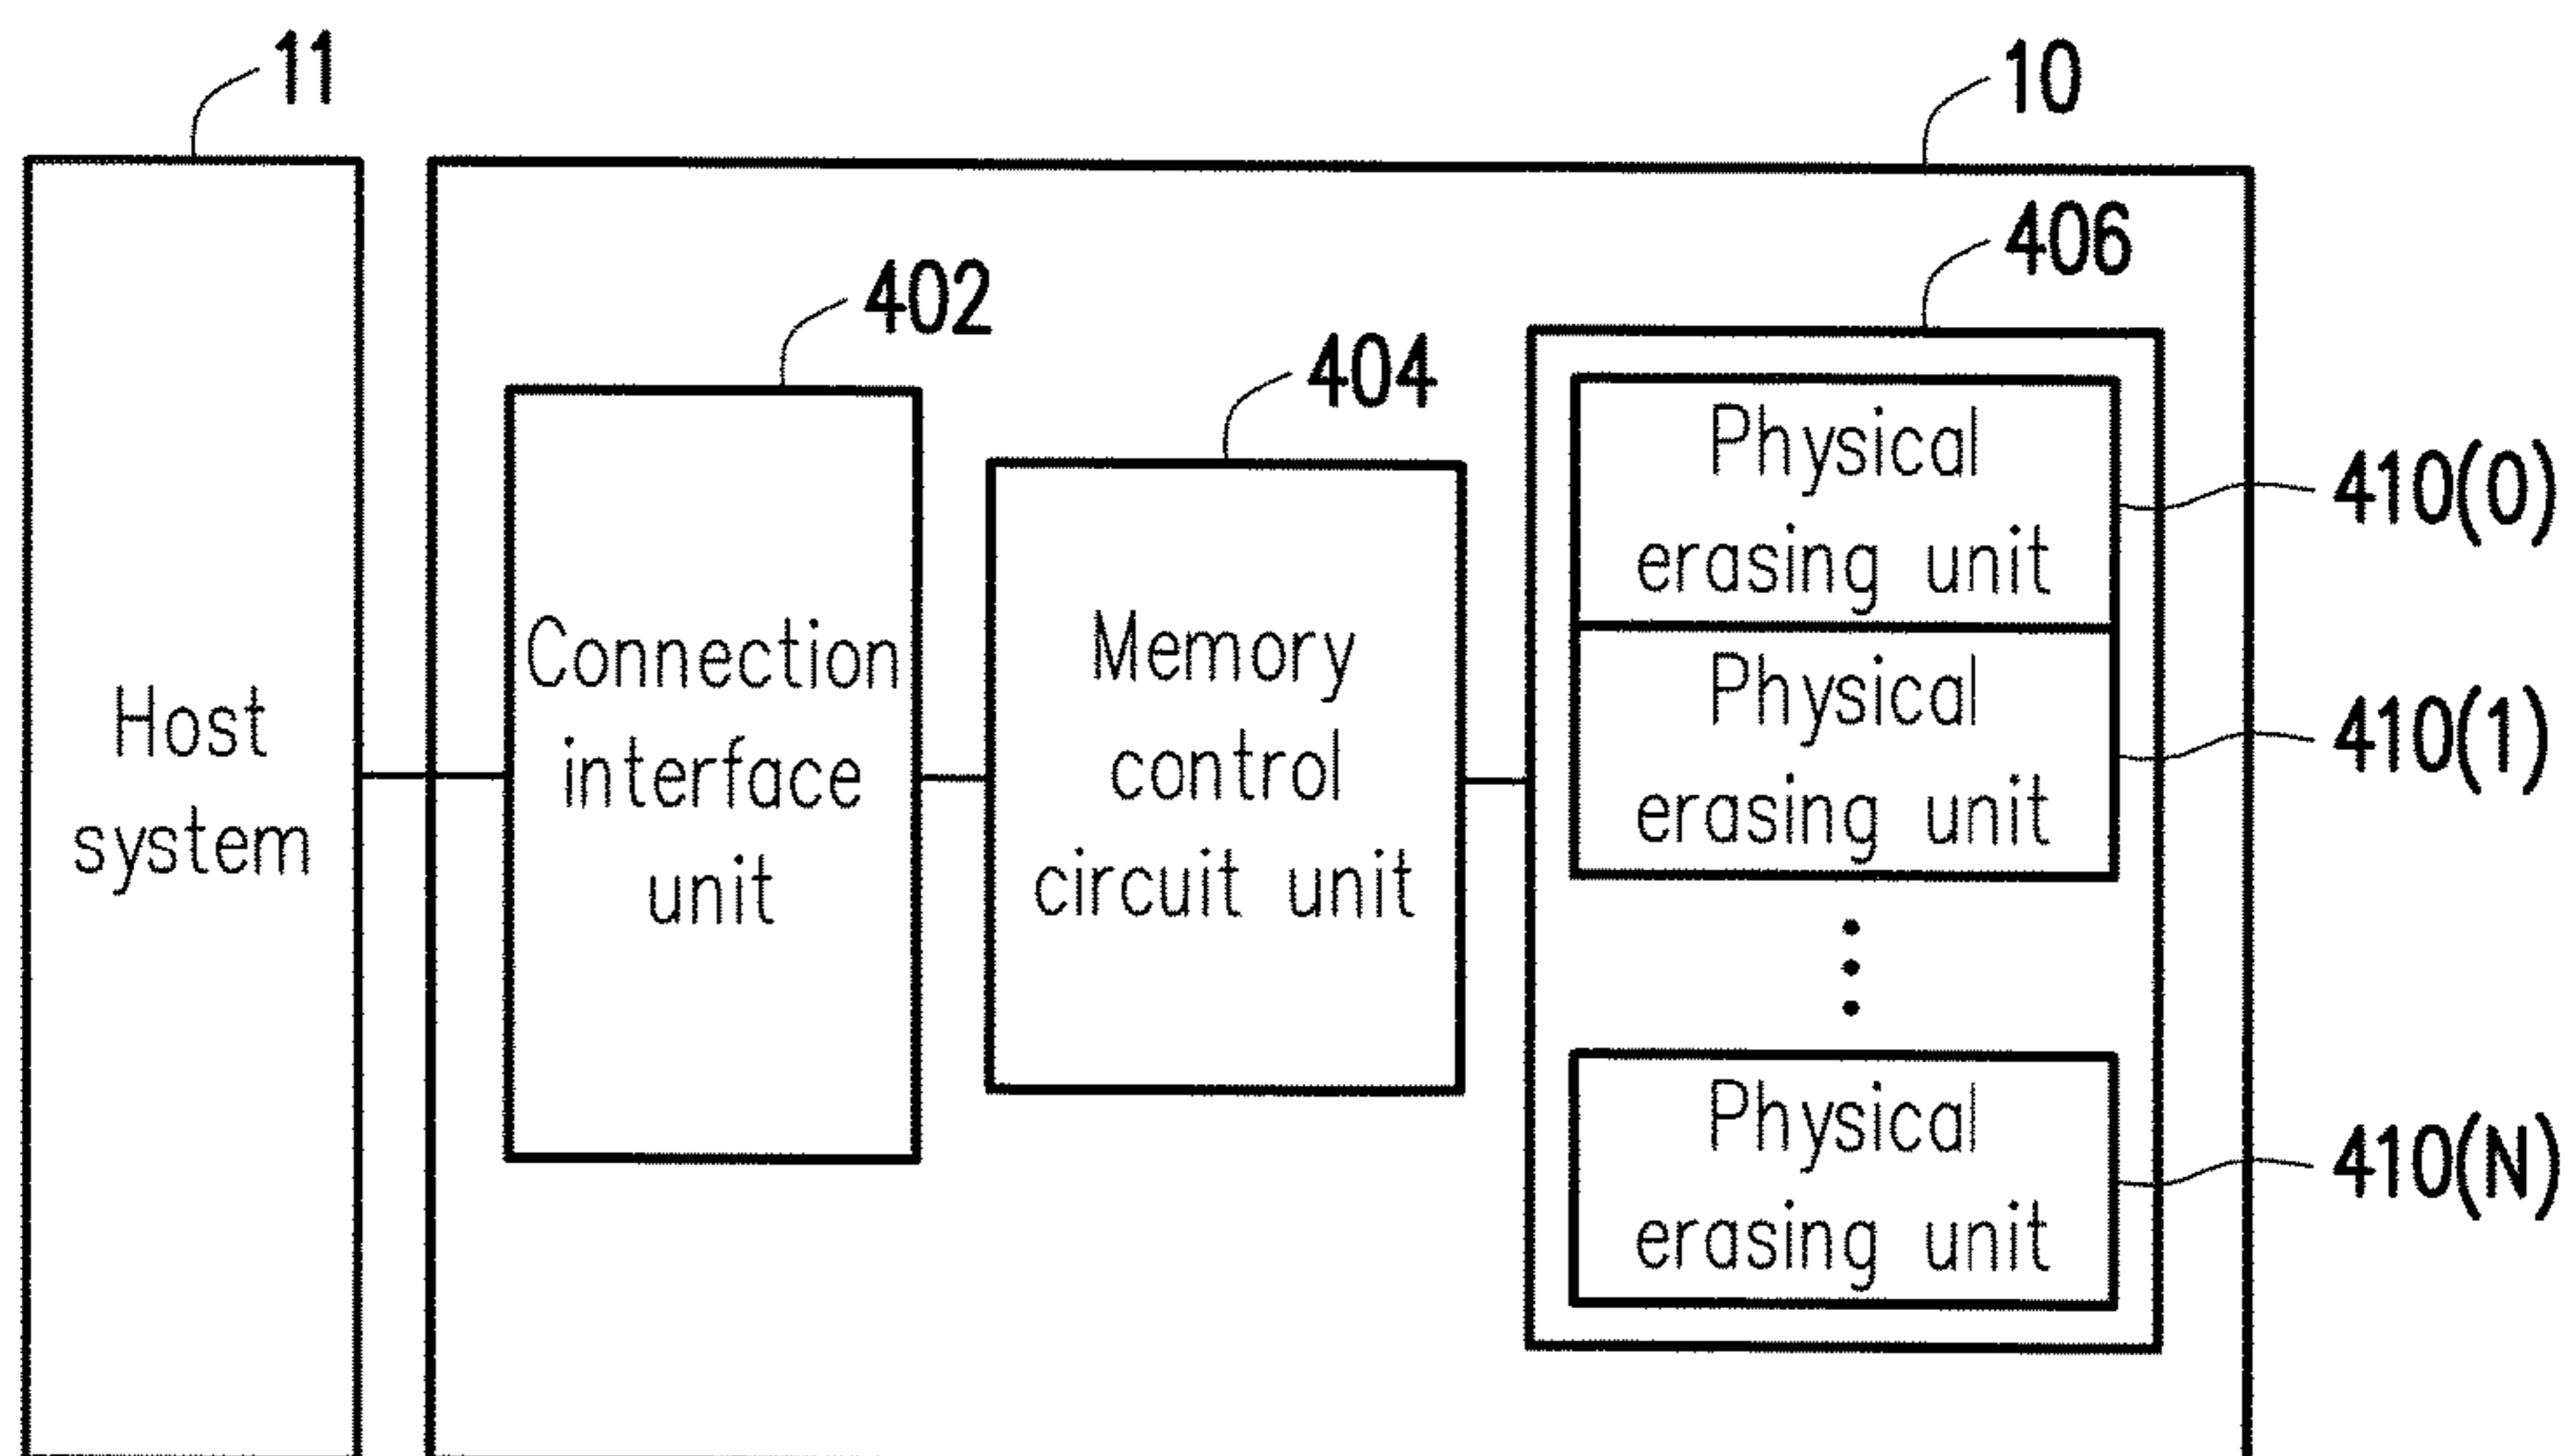 11
10
406
402
404
Physical
erasing unit
410(0)
Physical
erasing unit
410(1)
Connection
interface
unit
Memory
control
circuit unit
Host
system
Physical
erasing unit
410(N)